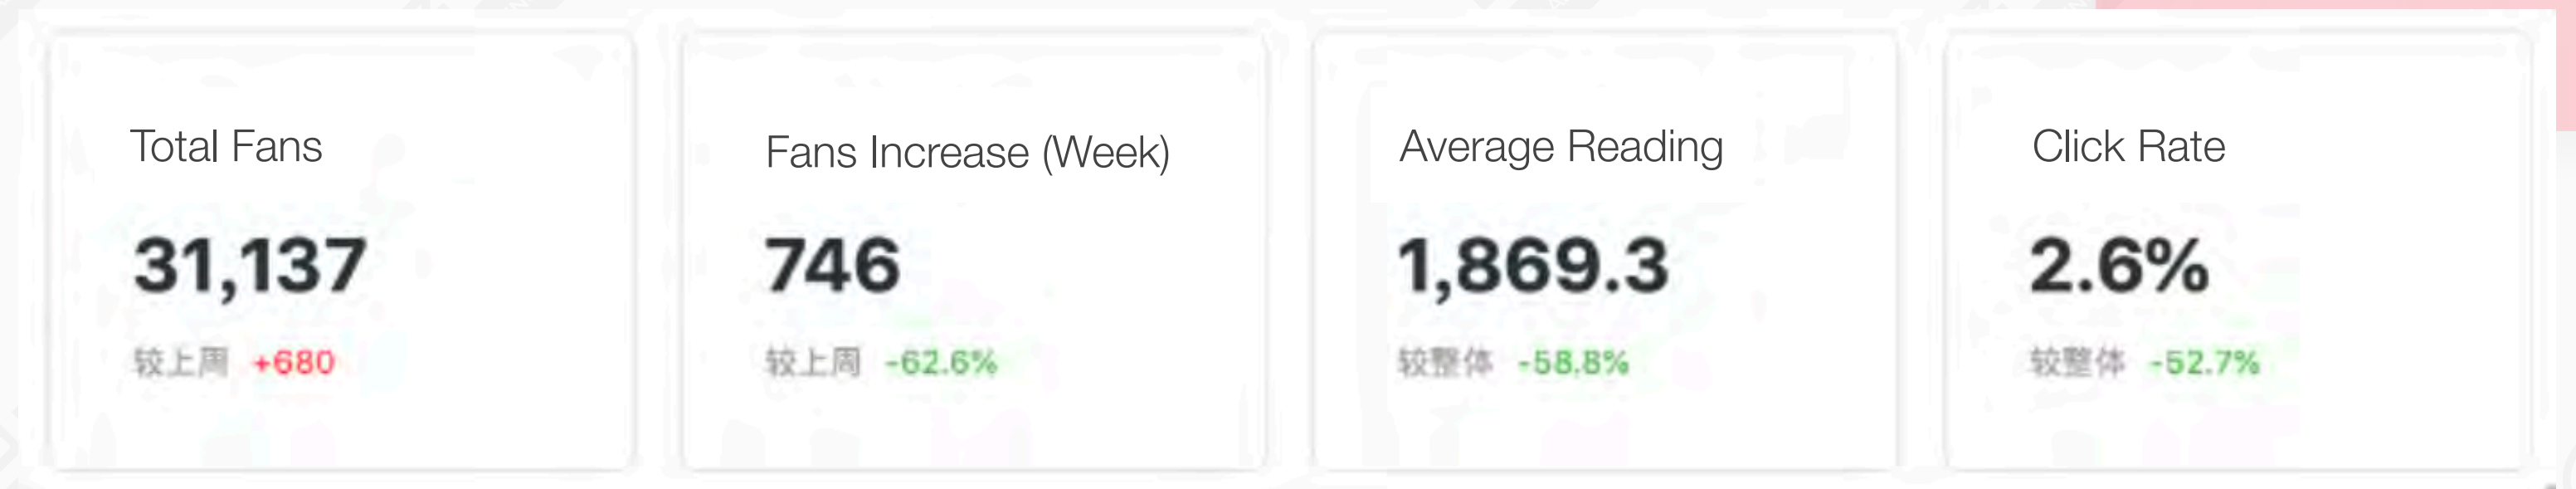 Total Fans
31,137
较上周 +680
Fans Increase (Week)
746
较上周 -62.6%
Average Reading
1,869.3
较整体 -58.8%
Click Rate
2.6%
较整体 -52.7%